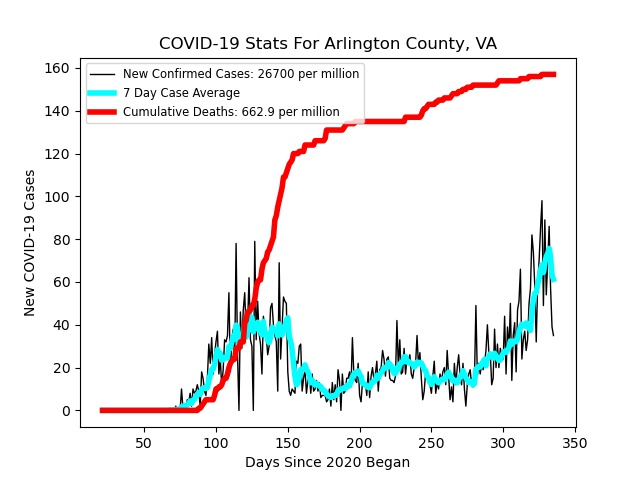 COVID-19 Stats For Arlington County, VA
New Confirmed Cases: 26700 per million
7 Day Case Average
Cumulative Deaths: 662.9 per million
New COVID-19 Cases
160
140
120
100
80
60
40
20
0
50
100
150
200
250
300
350
Days Since 2020 Began